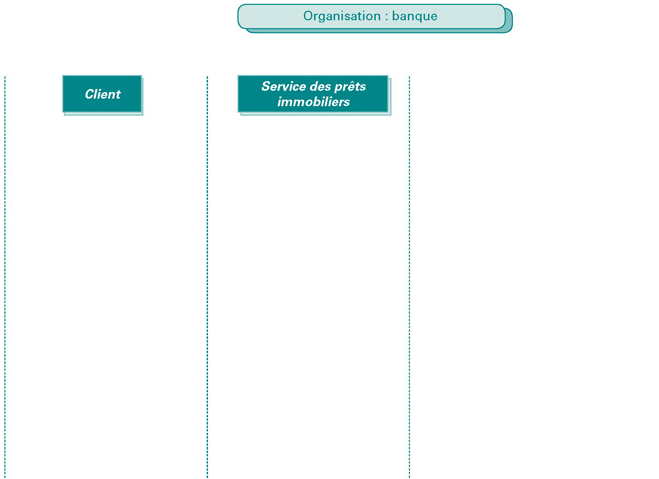 Organisation : banque
Client
Service des prêts
immobiliers